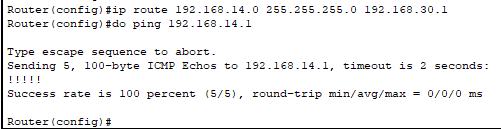 Router(config)#ip route 192.168.14.0 255.255.255.0 192.168.30.1
Router(config)#do ping 192.168.14.1
Type escape sequence to abort.
Sending 5, 100-byte ICMP Echos to 192.168.14.1, timeout is 2 seconds:
!!!!!
Success rate is 100 percent (5/5), round-trip min/avg/max = 0/0/0 ms
Router(config)#